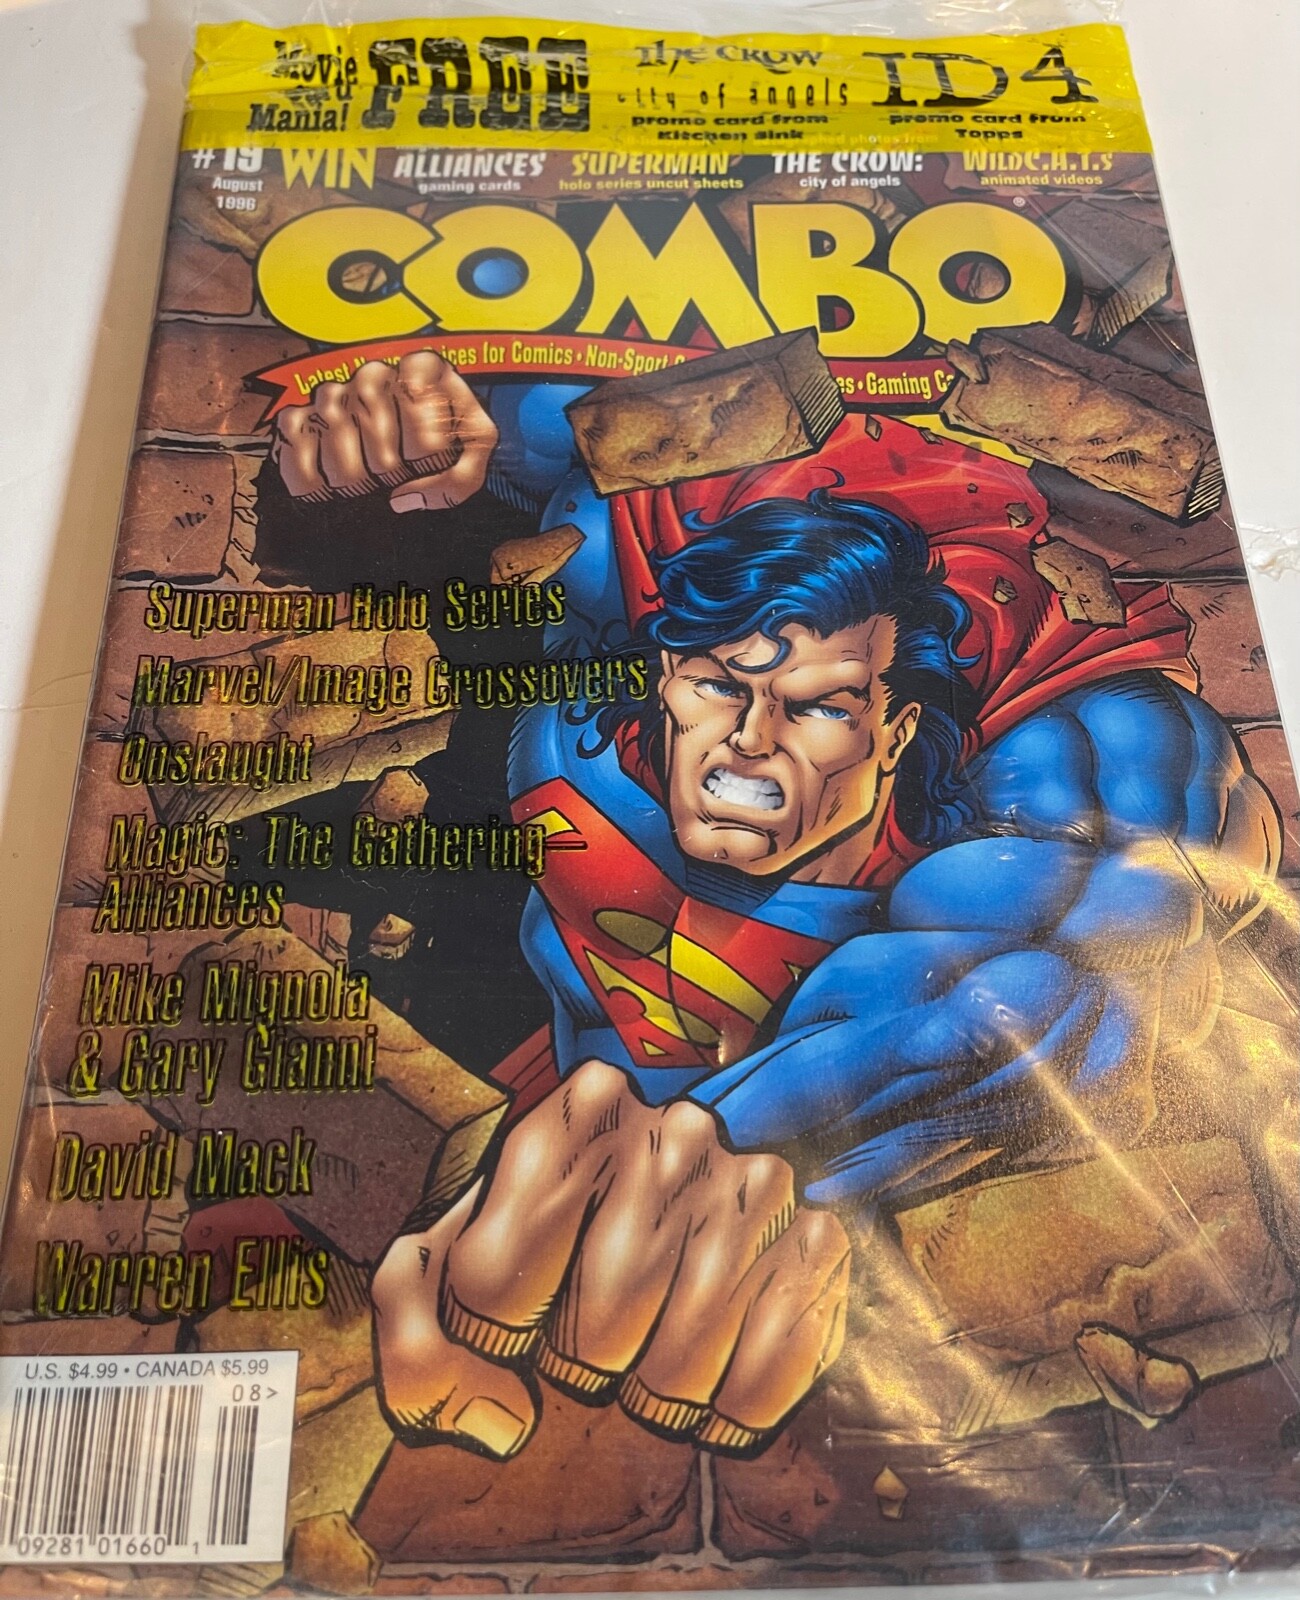 Movie Card Mania!
FREE
The CROW
city of angels
promo card from
Kitchen Sink
ID4
promo card from
Topps
#19
August
1996
WIN
ALLIANCES
gaming cards
SUPERMAN
holo series uncut sheets
photos from
THE CROW:
city of angels
WILDC.A.T.S
animated videos
COMBO®
Latest for Comics • Non-Sport
• Gaming
Superman Holo Series
Marvel/Image Crossovers
Onslaught
Magic: The Gathering
Alliances
Mike Mignola
& Gary Gianni
David Mack
Warren Ellis
U.S. $4.99 • CANADA $5.99
08>
09281 01660 1